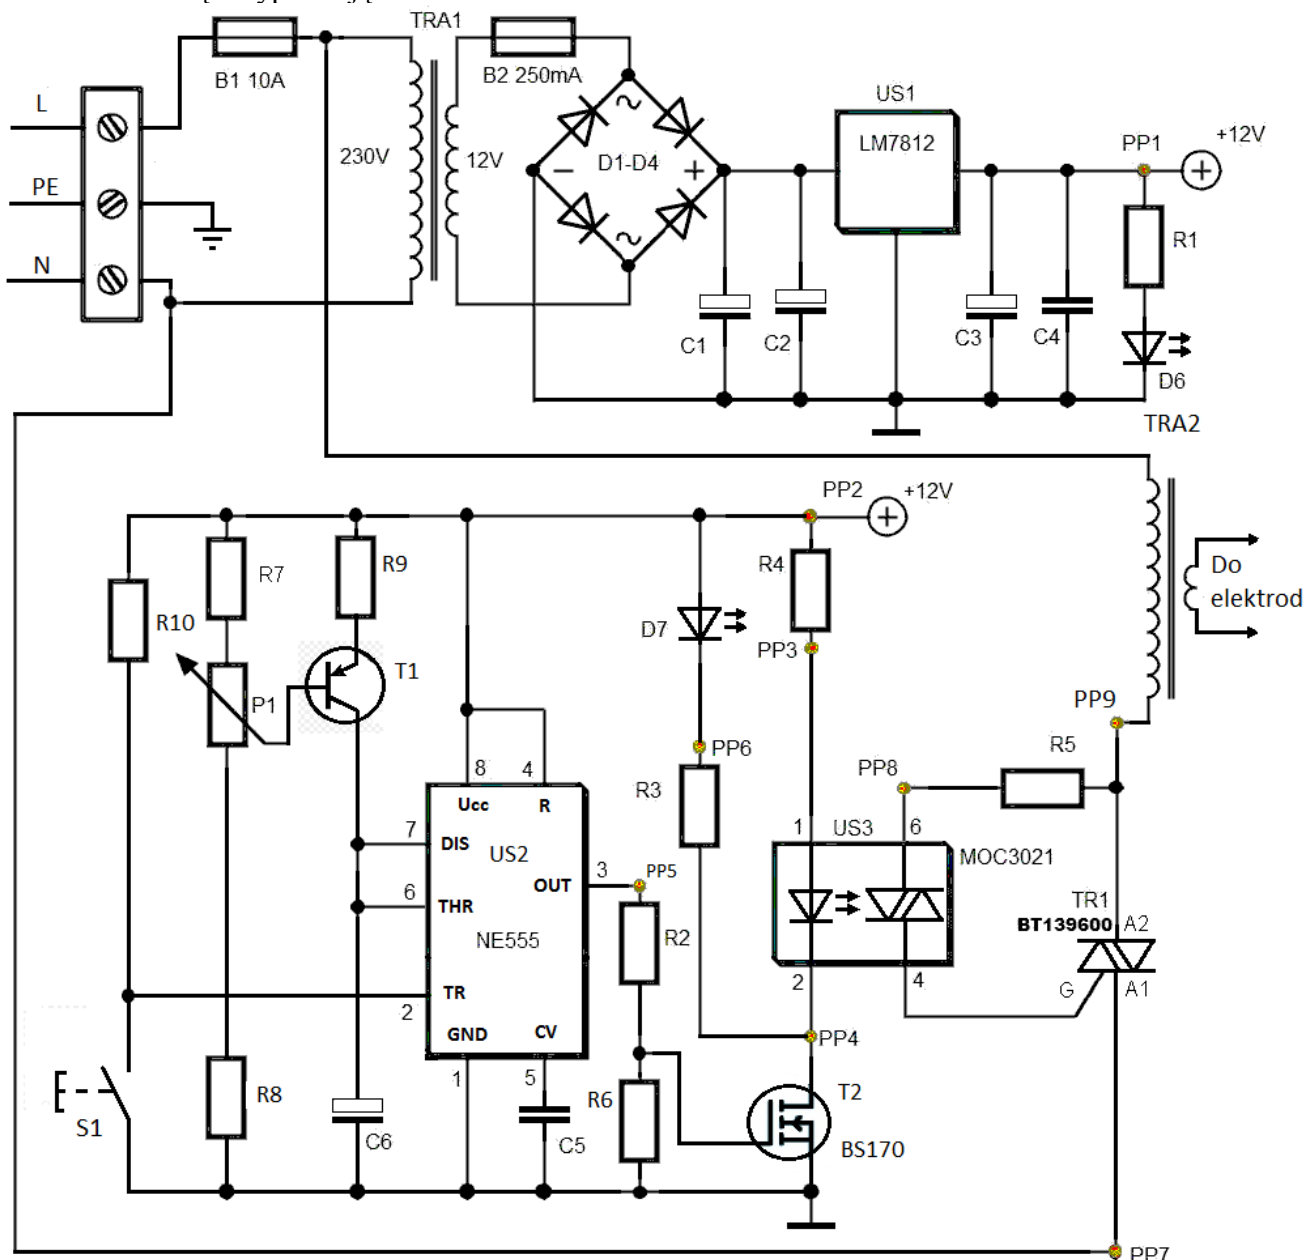 TRA1
B1 10A
B2 250mA
L
US1
LM7812
PP1
+12V
230V
12V
D1-D4
PE
R1
N
C1
C2
C3
C4
D6
TRA2
PP2
+12V
R7
R9
R4
Do
elektrod
R10
D7
PP3
T1
P1
PP9
PP6
R5
8
4
PP8
R3
Ucc
R
7
DIS
1
US3
6
US2
MOC3021
3
PP5
OUT
6
THR
TR1
BT139600
A2
NE555
R2
2
4
G
A1
TR
2
GND
CV
PP4
1
5
R8
R6
T2
S1
C6
C5
BS170
PP7